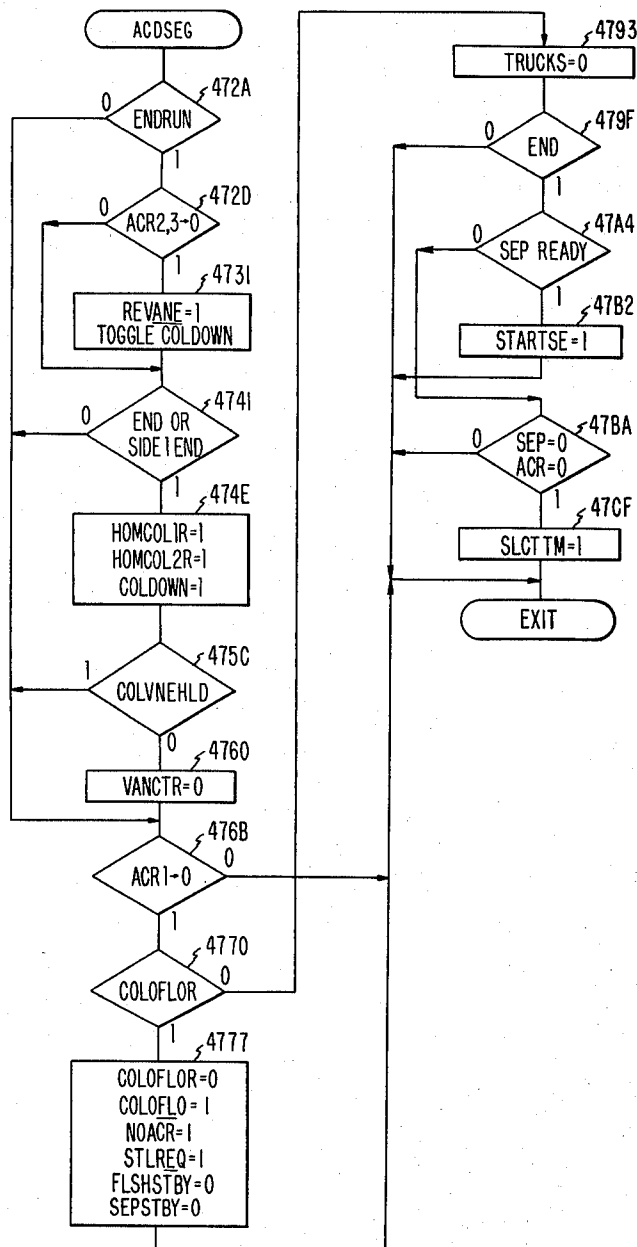 ACDSEG
472A
0
ENDRUN
1
472D
0
ACR2,3→0
1
4731
REVANE=1
TOGGLE COLDOWN
4741
0
END OR
SIDE 1 END
1
474E
HOMCOL1R=1
HOMCOL2R=1
COLDOWN=1
475C
1
COLVNEHLD
0
4760
VANCTR=0
476B
ACR1→0
0
1
4770
COLOFLOR
0
1
4777
COLOFLOR=0
COLOFLO=1
NOACR=1
STLREQ=1
FLSHSTBY=0
SEPSTBY=0
4793
TRUCKS=0
479F
0
END
1
47A4
0
SEP READY
1
47B2
STARTSE=1
47BA
0
SEP=0
ACR=0
1
47CF
SLCTTM=1
EXIT